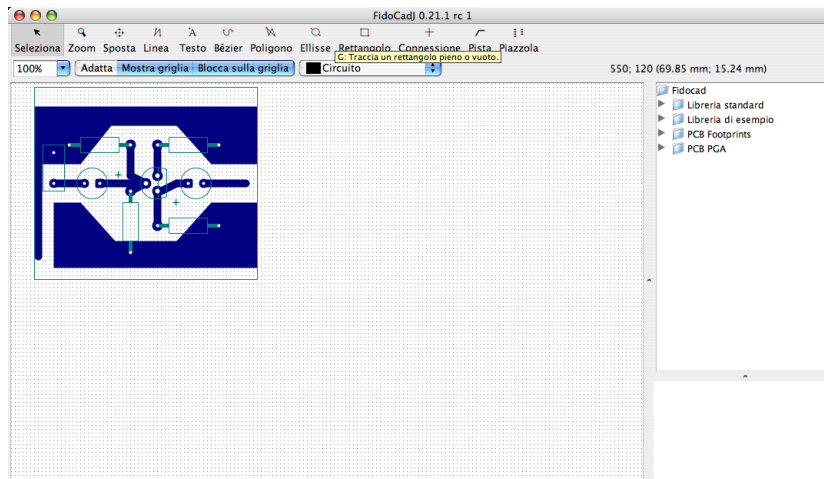 FidoCadJ 0.21.1 rc 1
Seleziona Zoom Sposta Linea Testo Bézier Poligono Ellisse Rettangolo Connessione Pista Piazzola
G: Traccia un rettangolo pieno o vuoto.
100% Adatta Mostra griglia Blocca sulla griglia Circuito 550; 120 (69.85 mm; 15.24 mm)
Fidocad
Libreria standard
Libreria di esempio
PCB Footprints
PCB PGA